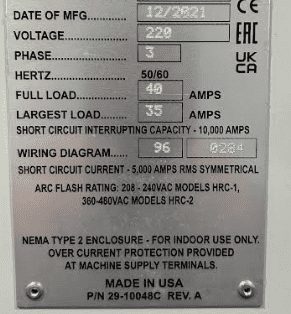 DATE OF MFG.......... 12/2021
VOLTAGE.............. 220
PHASE................ 3
HERTZ................ 50/60
FULL LOAD.......... 40 AMPS
LARGEST LOAD.... 35 AMPS
SHORT CIRCUIT INTERRUPTING CAPACITY - 10,000 AMPS
WIRING DIAGRAM...... 96 0284
SHORT CIRCUIT CURRENT - 5,000 AMPS RMS SYMMETRICAL
ARC FLASH RATING: 208 - 240VAC MODELS HRC-1,
360-480VAC MODELS HRC-2
NEMA TYPE 2 ENCLOSURE - FOR INDOOR USE ONLY.
OVER CURRENT PROTECTION PROVIDED
AT MACHINE SUPPLY TERMINALS.
MADE IN USA
P/N 29-10048C REV. A
CE
EAC
UK
CA